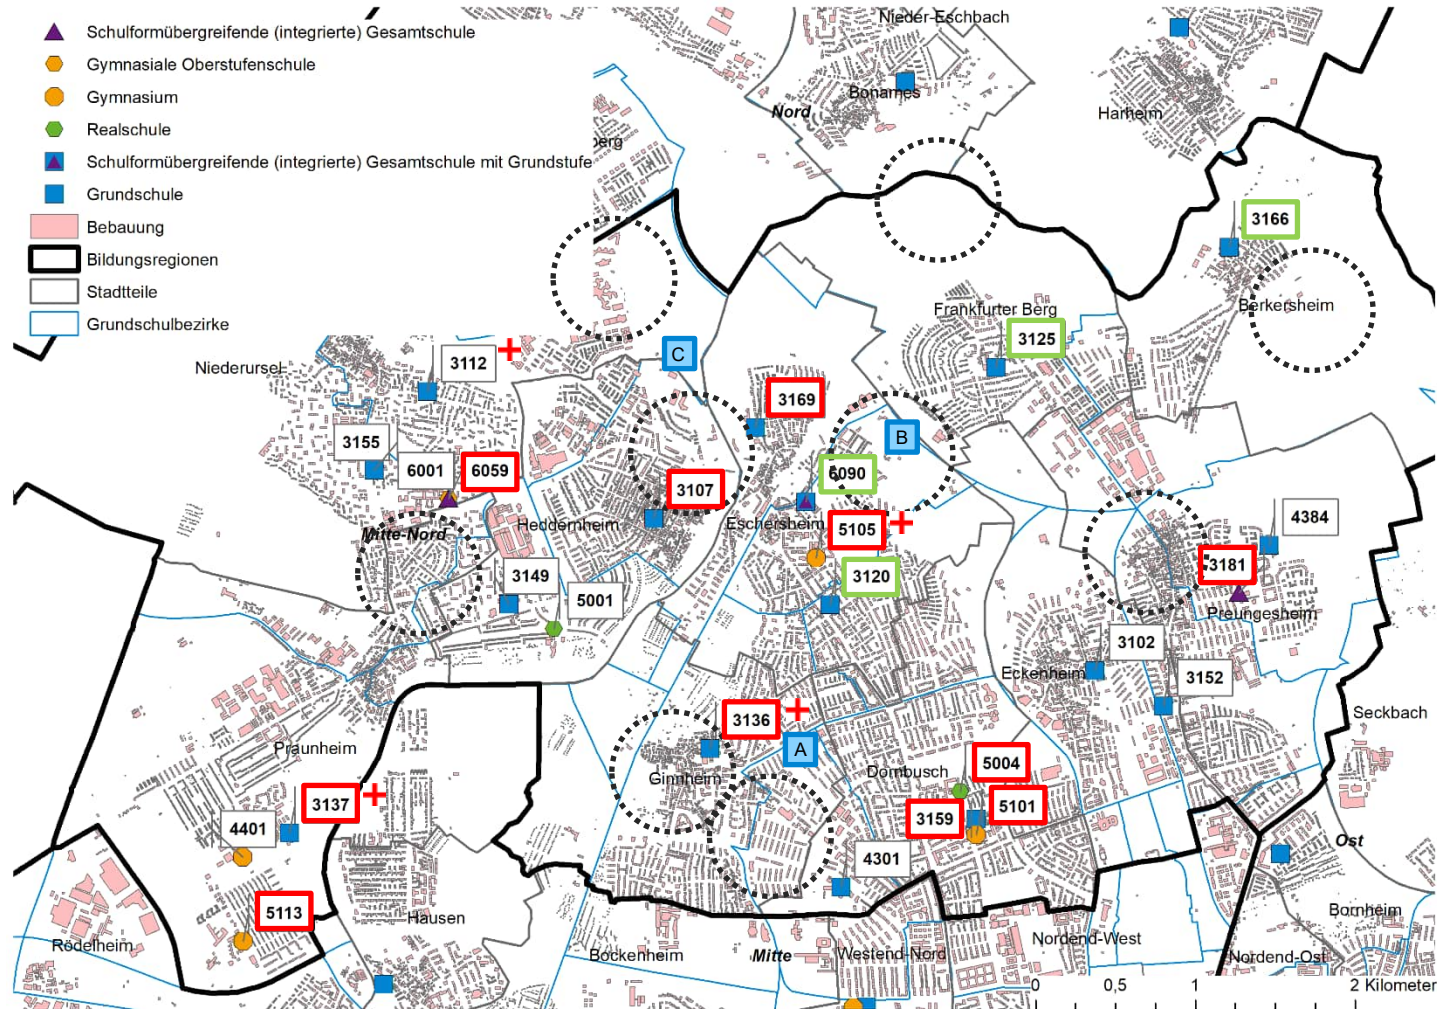 Schulformübergreifende (integrierte) Gesamtschule
Gymnasiale Oberstufenschule
Gymnasium
Realschule
Schulformübergreifende (integrierte) Gesamtschule mit Grundstufe
Grundschule
Bebauung
Bildungsregionen
Stadtteile
Grundschulbezirke
Nieder-Eschbach
Bonames
Nord
Harheim
berg
3166
Berkersheim
Frankfurter Berg
3125
C
3112
Niederursel
3169
B
3155
6001
6059
3107
6090
Heddernheim
Eschersheim
Mitte-Nord
5105
4384
3181
3120
3149
5001
Preungesheim
3102
Eckenheim
3152
3136
A
Seckbach
Praunheim
Ginnheim
Dornbusch
5004
3137
5101
3159
4401
4301
Ost
5113
Hausen
Bornheim
Rödelheim
Bockenheim
Mitte
Westend-Nord
Nordend-West
Nordend-Ost
0 0,5 1 2 Kilometer